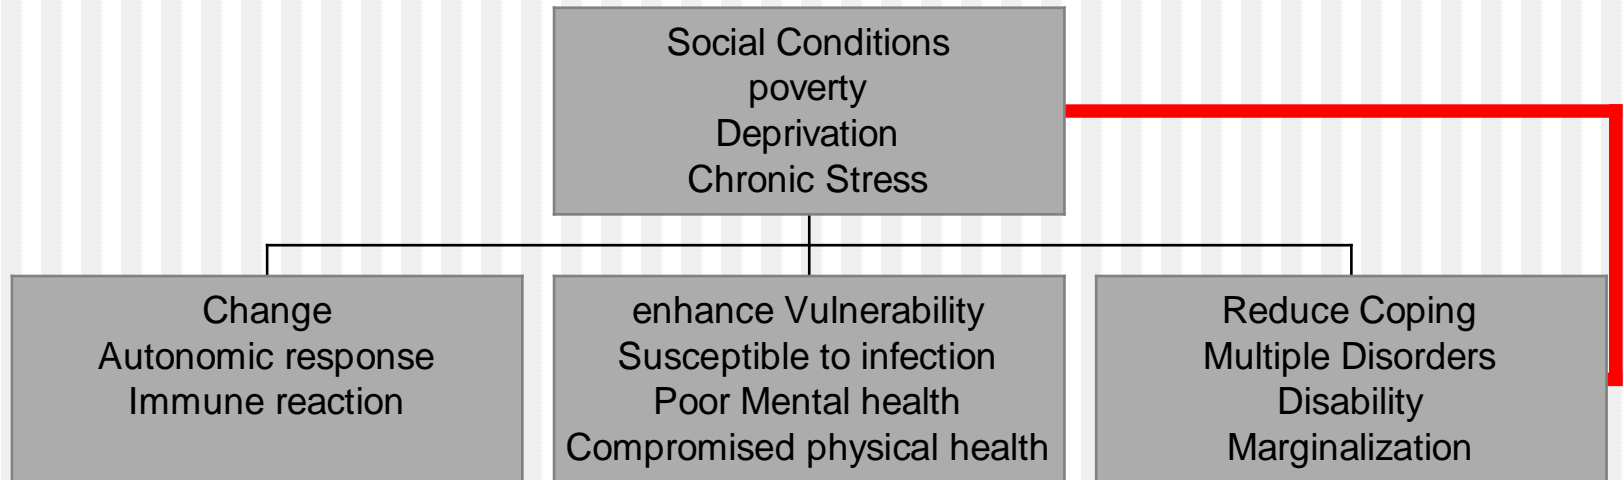 Social Conditions
poverty
Deprivation
Chronic Stress
Change
Autonomic response
Immune reaction
enhance Vulnerability
Susceptible to infection
Poor Mental health
Compromised physical health
Reduce Coping
Multiple Disorders
Disability
Marginalization